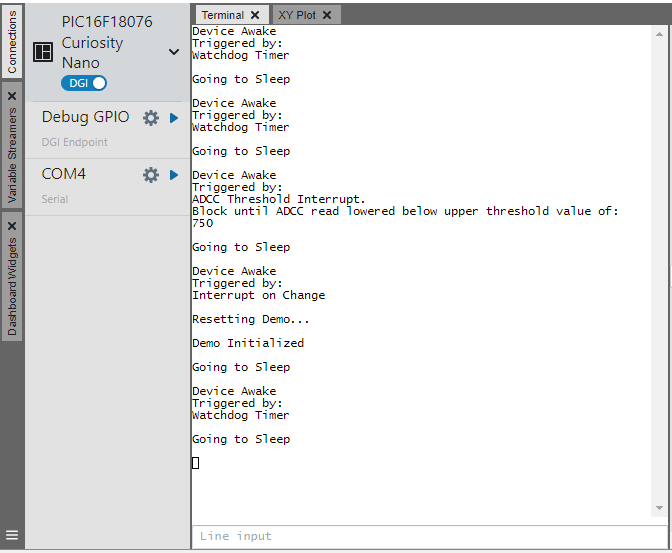 Connections
Variable Streamers
Dashboard Widgets
PIC16F18076
Curiosity
Nano
DGI
Debug GPIO
DGI Endpoint
COM4
Serial
Terminal
XY Plot
Device Awake
Triggered by:
Watchdog Timer
Going to Sleep
Device Awake
Triggered by:
Watchdog Timer
Going to Sleep
Device Awake
Triggered by:
ADCC Threshold Interrupt.
Block until ADCC read lowered below upper threshold value of:
750
Going to Sleep
Device Awake
Triggered by:
Interrupt on Change
Resetting Demo...
Demo Initialized
Going to Sleep
Device Awake
Triggered by:
Watchdog Timer
Going to Sleep
Line input